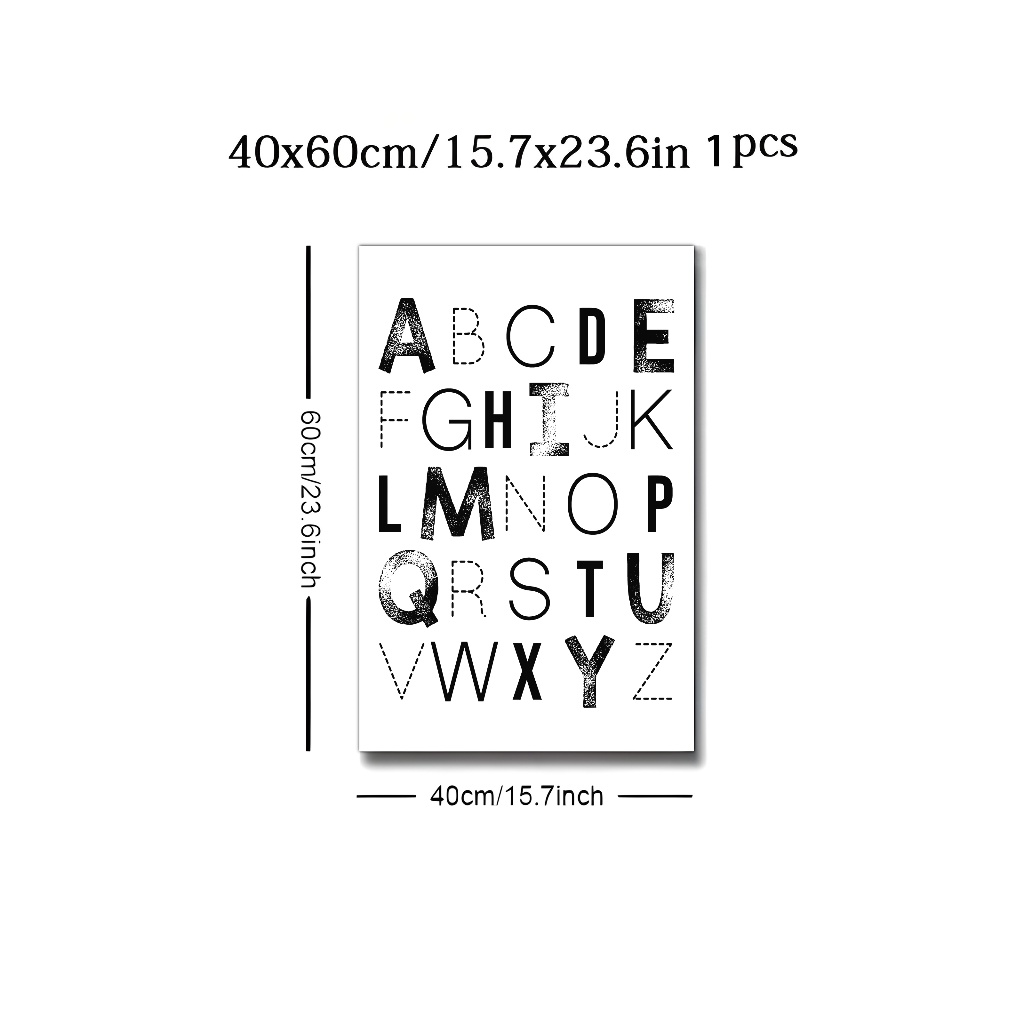 40x60cm/15.7x23.6in 1pcs
60cm/23.6inch
ABCDE
FGHIJK
LMNOP
QRSTU
VWXYZ
40cm/15.7inch